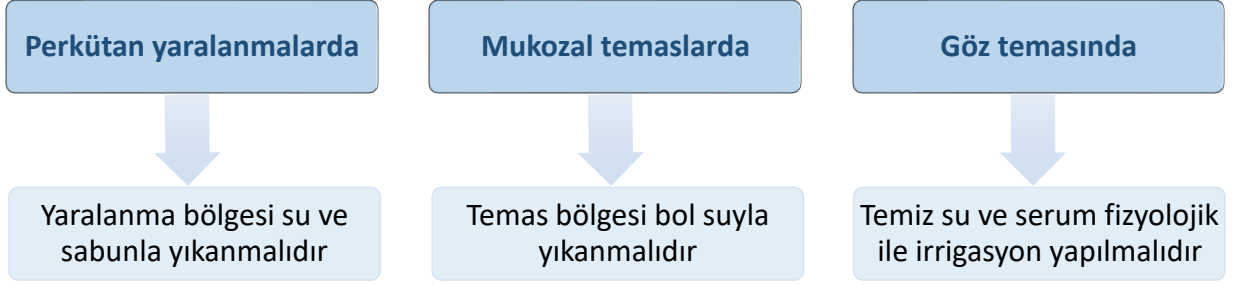 Perkütan yaralanmalarda
Yaralanma bölgesi su ve
sabunla yıkanmalıdır
Mukozal temaslarda
Temas bölgesi bol suyla
yıkanmalıdır
Göz temasında
Temiz su ve serum fizyolojik
ile irrigasyon yapılmalıdır